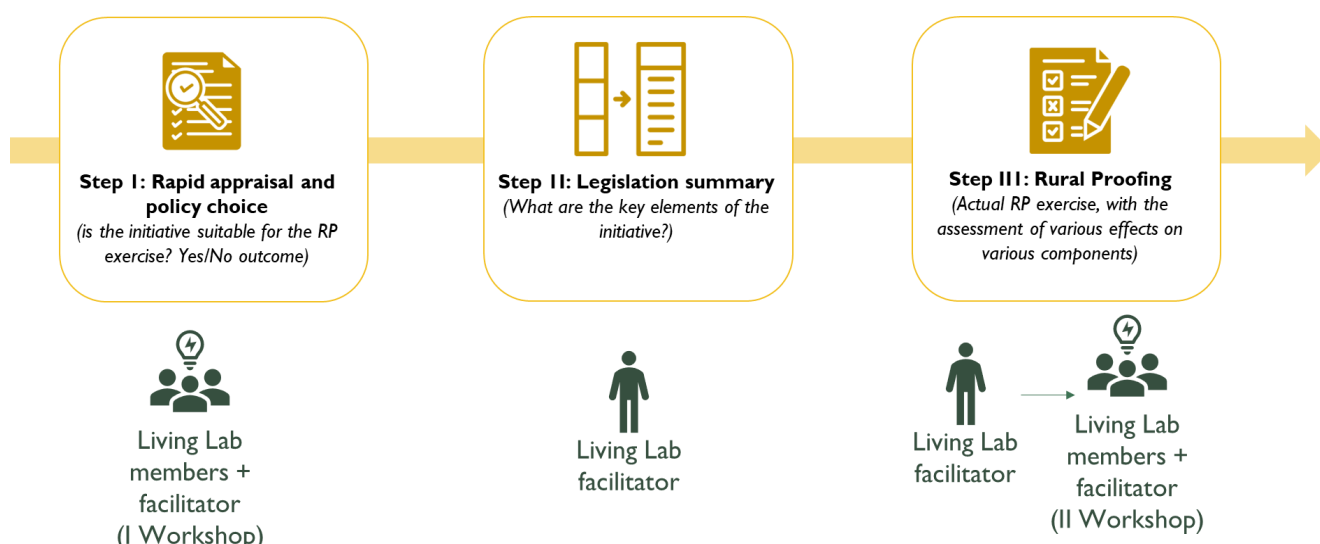 Step I: Rapid appraisal and
policy choice
(is the initiative suitable for the RP
exercise? Yes/No outcome)
Step 1I: Legislation summary
(What are the key elements of the
initiative?)
Step II1: Rural Proofing
(Actual RP exercise, with the
assessment of various effects on
various components)
Living Lab
members +
facilitator
(I Workshop)
Living Lab
facilitator
Living Lab
facilitator
Living Lab
members +
facilitator
(II Workshop)